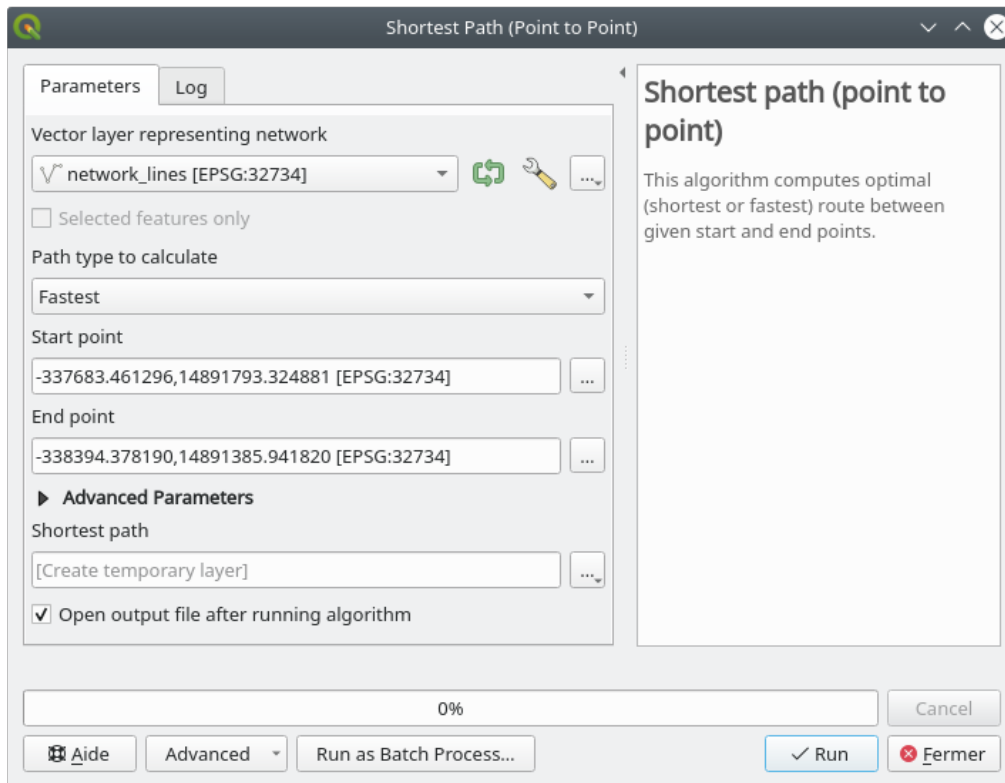 Shortest Path (Point to Point)
Parameters
Log
Vector layer representing network
network_lines [EPSG:32734]
...
Selected features only
Path type to calculate
Fastest
Start point
-337683.461296,14891793.324881 [EPSG:32734]
...
End point
-338394.378190,14891385.941820 [EPSG:32734]
...
Advanced Parameters
Shortest path
[Create temporary layer]
...
Open output file after running algorithm
Shortest path (point to
point)
This algorithm computes optimal
(shortest or fastest) route between
given start and end points.
0%
Cancel
Aide
Advanced
Run as Batch Process...
Run
Fermer